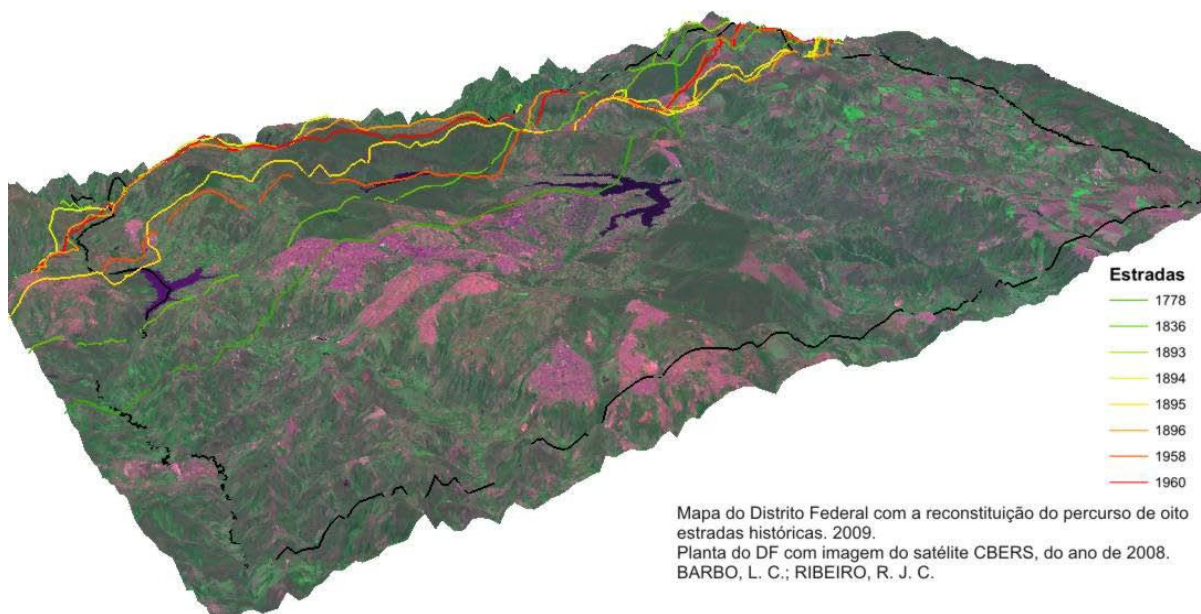 Estradas
1778
1836
1893
1894
1895
1896
1958
1960
Mapa do Distrito Federal com a reconstituição do percurso de oito
estradas históricas. 2009.
Planta do DF com imagem do satélite CBERS, do ano de 2008.
BARBO, L. C.; RIBEIRO, R. J. C.